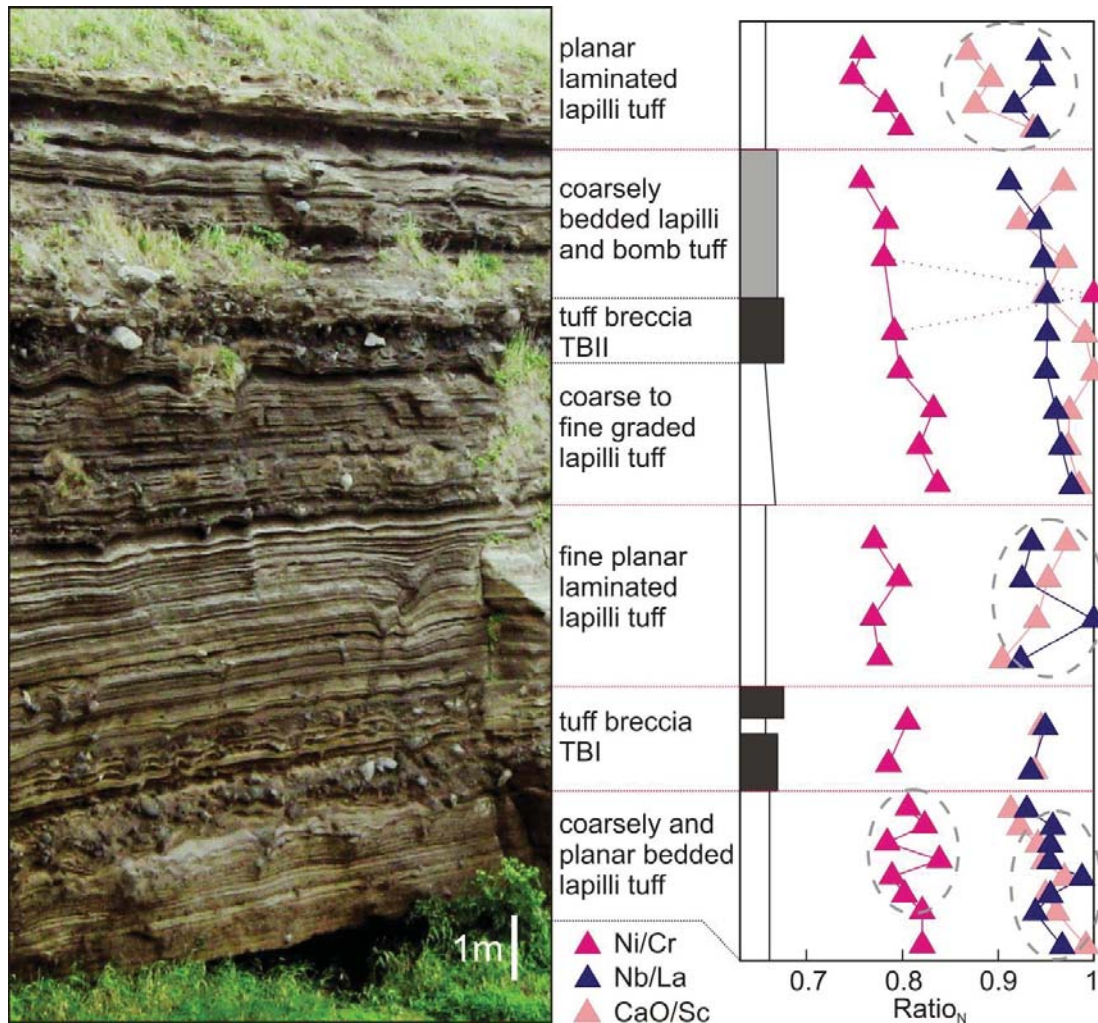 planar
laminated
lapilli tuff
coarsely
bedded lapilli
and bomb tuff
tuff breccia
TBII
coarse to
fine graded
lapilli tuff
fine planar
laminated
lapilli tuff
tuff breccia
TBI
coarsely and
planar bedded
lapilli tuff
1m
Ni/Cr
Nb/La
CaO/Sc
0.7 0.8 0.9 1
Ratio_N